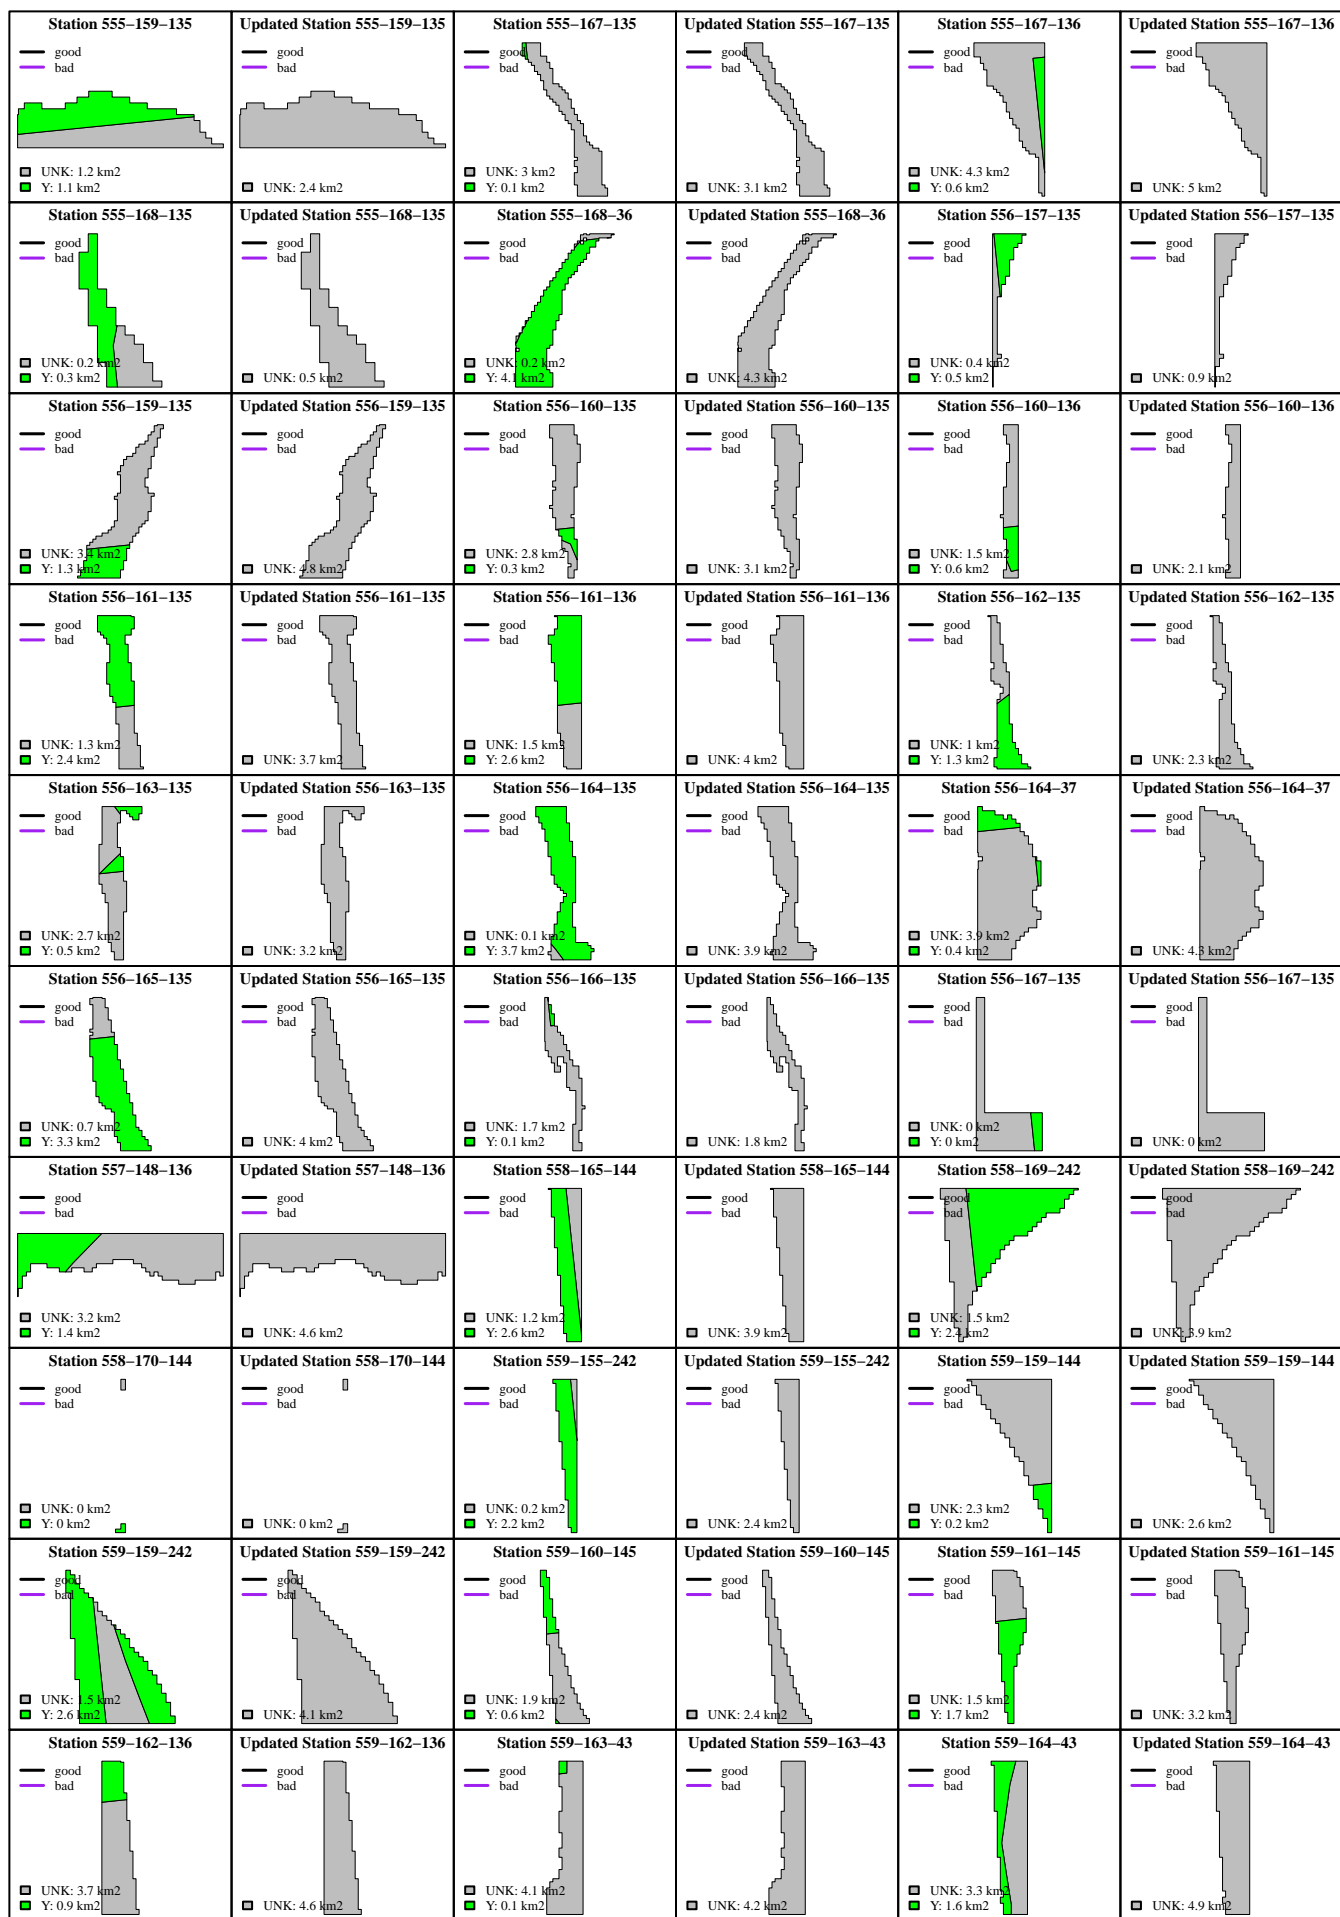 Station 555−159−135
good
bad
UNK: 1.2 km2
Y: 1.1 km2
Updated Station 555−159−135
good
bad
UNK: 2.4 km2
Station 555−167−135
good
bad
UNK: 3 km2
Y: 0.1 km2
Updated Station 555−167−135
good
bad
UNK: 3.1 km2
Station 555−167−136
good
bad
UNK: 4.3 km2
Y: 0.6 km2
Updated Station 555−167−136
good
bad
UNK: 5 km2
Station 555−168−135
good
bad
UNK: 0.2 km2
Y: 0.3 km2
Updated Station 555−168−135
good
bad
UNK: 0.5 km2
Station 555−168−36
good
bad
UNK: 0.2 km2
Y: 4.1 km2
Updated Station 555−168−36
good
bad
UNK: 4.3 km2
Station 556−157−135
good
bad
UNK: 0.4 km2
Y: 0.5 km2
Updated Station 556−157−135
good
bad
UNK: 0.9 km2
Station 556−159−135
good
bad
UNK: 3.4 km2
Y: 1.3 km2
Updated Station 556−159−135
good
bad
UNK: 4.8 km2
Station 556−160−135
good
bad
UNK: 2.8 km2
Y: 0.3 km2
Updated Station 556−160−135
good
bad
UNK: 3.1 km2
Station 556−160−136
good
bad
UNK: 1.5 km2
Y: 0.6 km2
Updated Station 556−160−136
good
bad
UNK: 2.1 km2
Station 556−161−135
good
bad
UNK: 1.3 km2
Y: 2.4 km2
Updated Station 556−161−135
good
bad
UNK: 3.7 km2
Station 556−161−136
good
bad
UNK: 1.5 km2
Y: 2.6 km2
Updated Station 556−161−136
good
bad
UNK: 4 km2
Station 556−162−135
good
bad
UNK: 1 km2
Y: 1.3 km2
Updated Station 556−162−135
good
bad
UNK: 2.3 km2
Station 556−163−135
good
bad
UNK: 2.7 km2
Y: 0.5 km2
Updated Station 556−163−135
good
bad
UNK: 3.2 km2
Station 556−164−135
good
bad
UNK: 0.1 km2
Y: 3.7 km2
Updated Station 556−164−135
good
bad
UNK: 3.9 km2
Station 556−164−37
good
bad
UNK: 3.9 km2
Y: 0.4 km2
Updated Station 556−164−37
good
bad
UNK: 4.3 km2
Station 556−165−135
good
bad
UNK: 0.7 km2
Y: 3.3 km2
Updated Station 556−165−135
good
bad
UNK: 4 km2
Station 556−166−135
good
bad
UNK: 1.7 km2
Y: 0.1 km2
Updated Station 556−166−135
good
bad
UNK: 1.8 km2
Station 556−167−135
good
bad
UNK: 0 km2
Y: 0 km2
Updated Station 556−167−135
good
bad
UNK: 0 km2
Station 557−148−136
good
bad
UNK: 3.2 km2
Y: 1.4 km2
Updated Station 557−148−136
good
bad
UNK: 4.6 km2
Station 558−165−144
good
bad
UNK: 1.2 km2
Y: 2.6 km2
Updated Station 558−165−144
good
bad
UNK: 3.9 km2
Station 558−169−242
good
bad
UNK: 1.5 km2
Y: 2.4 km2
Updated Station 558−169−242
good
bad
UNK: 3.9 km2
Station 558−170−144
good
bad
UNK: 0 km2
Y: 0 km2
Updated Station 558−170−144
good
bad
UNK: 0 km2
Station 559−155−242
good
bad
UNK: 0.2 km2
Y: 2.2 km2
Updated Station 559−155−242
good
bad
UNK: 2.4 km2
Station 559−159−144
good
bad
UNK: 2.3 km2
Y: 0.2 km2
Updated Station 559−159−144
good
bad
UNK: 2.6 km2
Station 559−159−242
good
bad
UNK: 1.5 km2
Y: 2.6 km2
Updated Station 559−159−242
good
bad
UNK: 4.1 km2
Station 559−160−145
good
bad
UNK: 1.9 km2
Y: 0.6 km2
Updated Station 559−160−145
good
bad
UNK: 2.4 km2
Station 559−161−145
good
bad
UNK: 1.5 km2
Y: 1.7 km2
Updated Station 559−161−145
good
bad
UNK: 3.2 km2
Station 559−162−136
good
bad
UNK: 3.7 km2
Y: 0.9 km2
Updated Station 559−162−136
good
bad
UNK: 4.6 km2
Station 559−163−43
good
bad
UNK: 4.1 km2
Y: 0.1 km2
Updated Station 559−163−43
good
bad
UNK: 4.2 km2
Station 559−164−43
good
bad
UNK: 3.3 km2
Y: 1.6 km2
Updated Station 559−164−43
good
bad
UNK: 4.9 km2